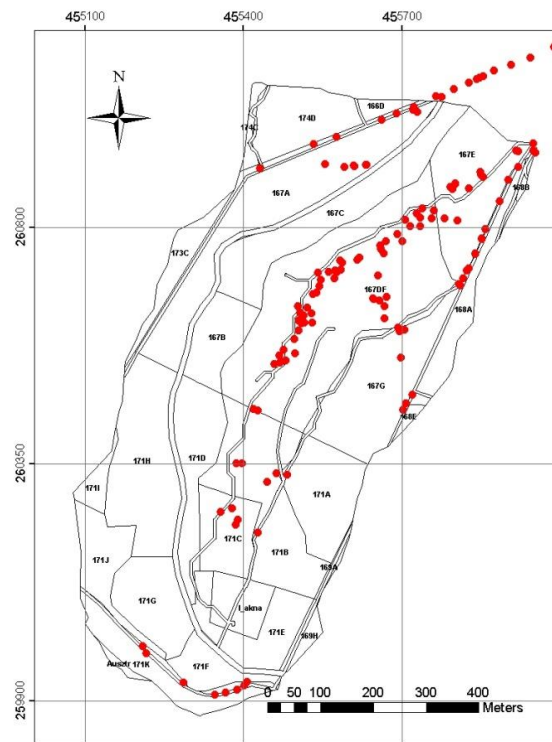 455100 455400 455700
N
166D
174D
174C
167E
167A
168B
167C
260800
173C
167DF
168A
167B
167G
168E
260350
171H
171D
171I
171A
171C
171B
171J
169A
171G
I_akna
171E
169H
Ausztr 171K
171F
259900
0 50 100 200 300 400
Meters